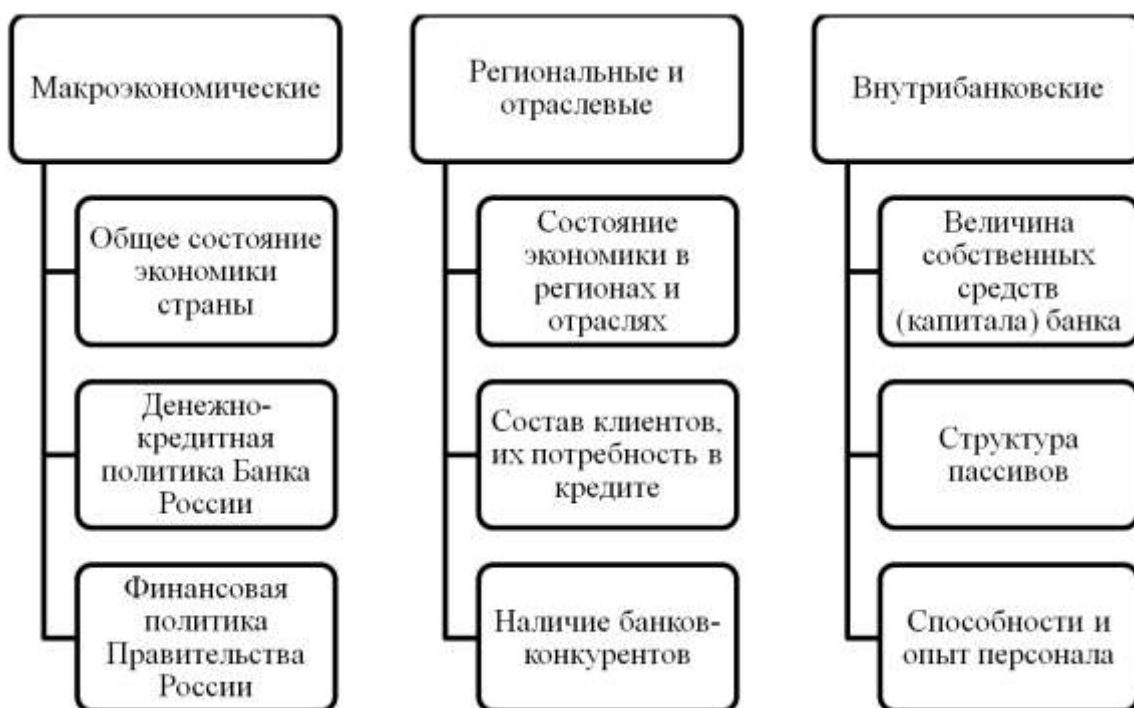 Макроэкономические
Общее состояние
экономики
страны
Денежно-
кредитная
политика Банка
России
Финансовая
политика
Правительства
России
Региональные и
отраслевые
Состояние
экономики в
регионах и
отраслях
Состав клиентов,
их потребность в
кредите
Наличие банков-
конкурентов
Внутрибанковские
Величина
собственных
средств
(капитала) банка
Структура
пассивов
Способности и
опыт персонала